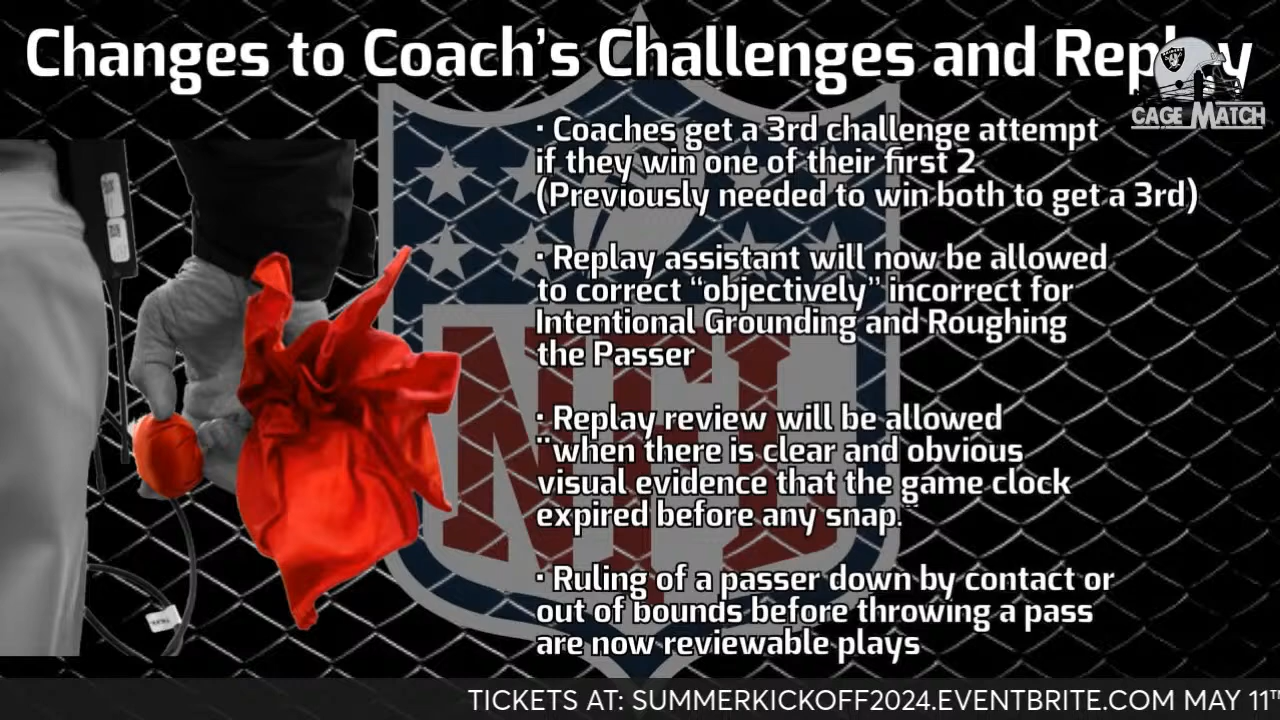 Changes to Coach's Challenges and Replay
CAGE MATCH
· Coaches get a 3rd challenge attempt
if they win one of their first 2
(Previously needed to win both to get a 3rd)
· Replay assistant will now be allowed
to correct “objectively” incorrect for
Intentional Grounding and Roughing
the Passer
· Replay review will be allowed
"when there is clear and obvious
visual evidence that the game clock
expired before any snap."
· Ruling of a passer down by contact or
out of bounds before throwing a pass
are now reviewable plays
NFL
TICKETS AT: SUMMERKICKOFF2024.EVENTBRITE.COM MAY 11